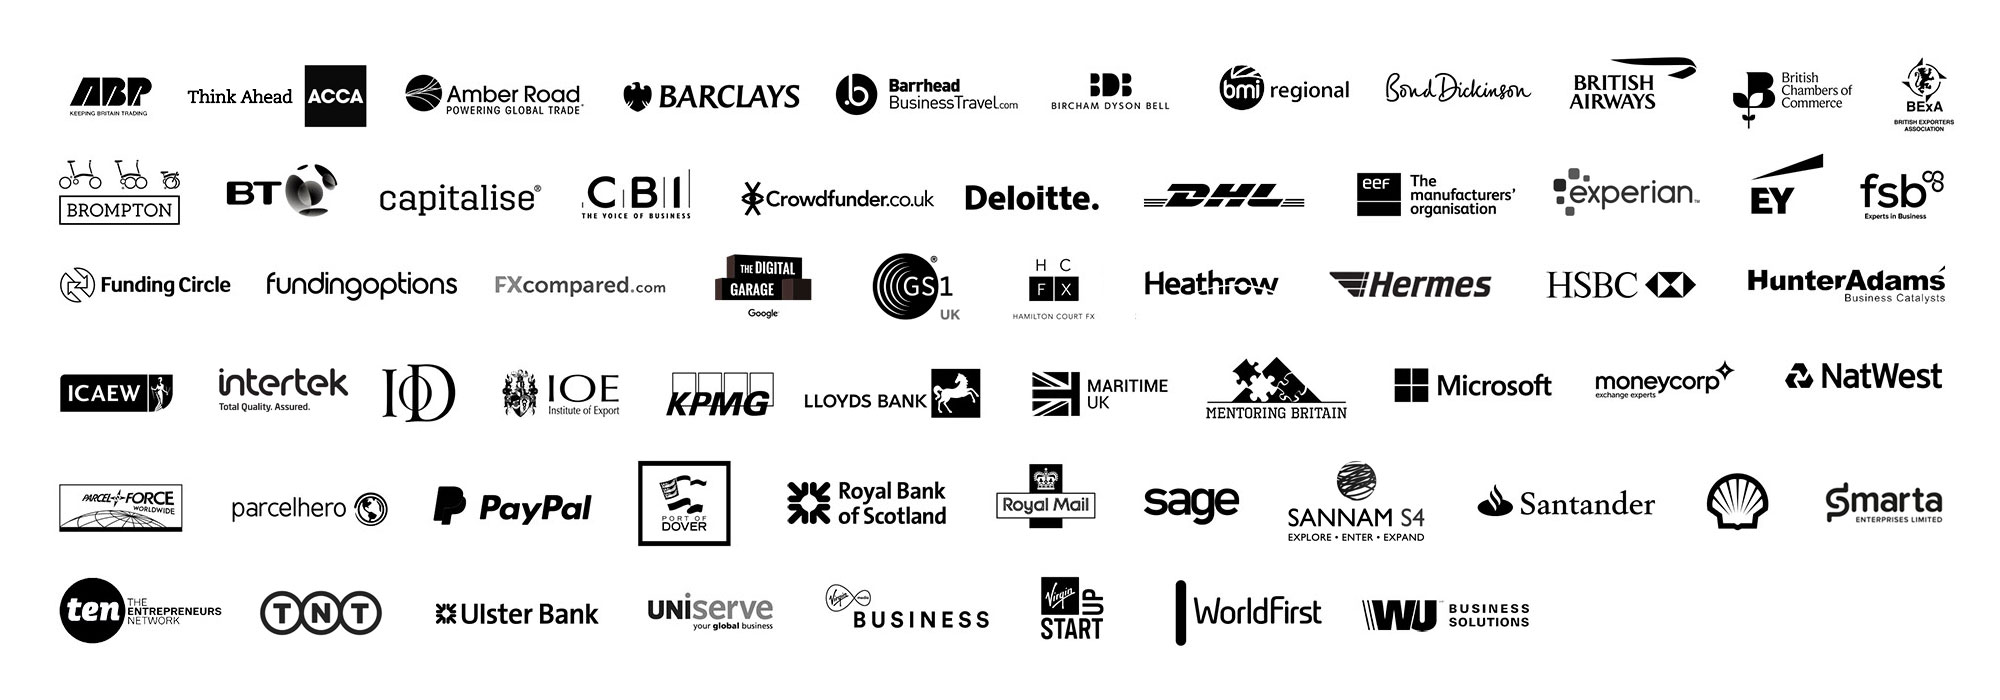 ABP
KEEPING BRITAIN TRADING
Think Ahead ACCA
Amber Road
POWERING GLOBAL TRADE
BARCLAYS
b Barrhead
BusinessTravel.com
BDB
BIRCHAM DYSON BELL
bmi regional
Bond Dickinson
BRITISH
AIRWAYS
British
Chambers of
Commerce
BExA
BRITISH EXPORTERS
ASSOCIATION
BROMPTON
BT
capitalise®
CBI
THE VOICE OF BUSINESS
Crowdfunder.co.uk
Deloitte.
DHL
eef The
manufacturers'
organisation
experian™
EY
fsb
Experts in Business
Funding Circle
fundingoptions
FXcompared.com
THE DIGITAL
GARAGE
Google
GS1®
UK
H C
F X
HAMILTON COURT FX
Heathrow
Hermes
HSBC
HunterAdams
Business Catalysts
ICAEW
intertek
Total Quality. Assured.
IoD
IOE
Institute of Export
KPMG
LLOYDS BANK
MARITIME
UK
MENTORING BRITAIN
Microsoft
moneycorp
exchange experts
NatWest
PARCEL FORCE
WORLDWIDE
parcelhero
PayPal
PORT OF
DOVER
Royal Bank
of Scotland
Royal Mail
sage
SANNAM S4
EXPLORE • ENTER • EXPAND
Santander
Smarta
ENTERPRISES LIMITED
ten THE
ENTREPRENEURS
NETWORK
TNT
Ulster Bank
UNiserve
your global business
Virgin media
BUSINESS
Virgin
START UP
WorldFirst
WU BUSINESS
SOLUTIONS